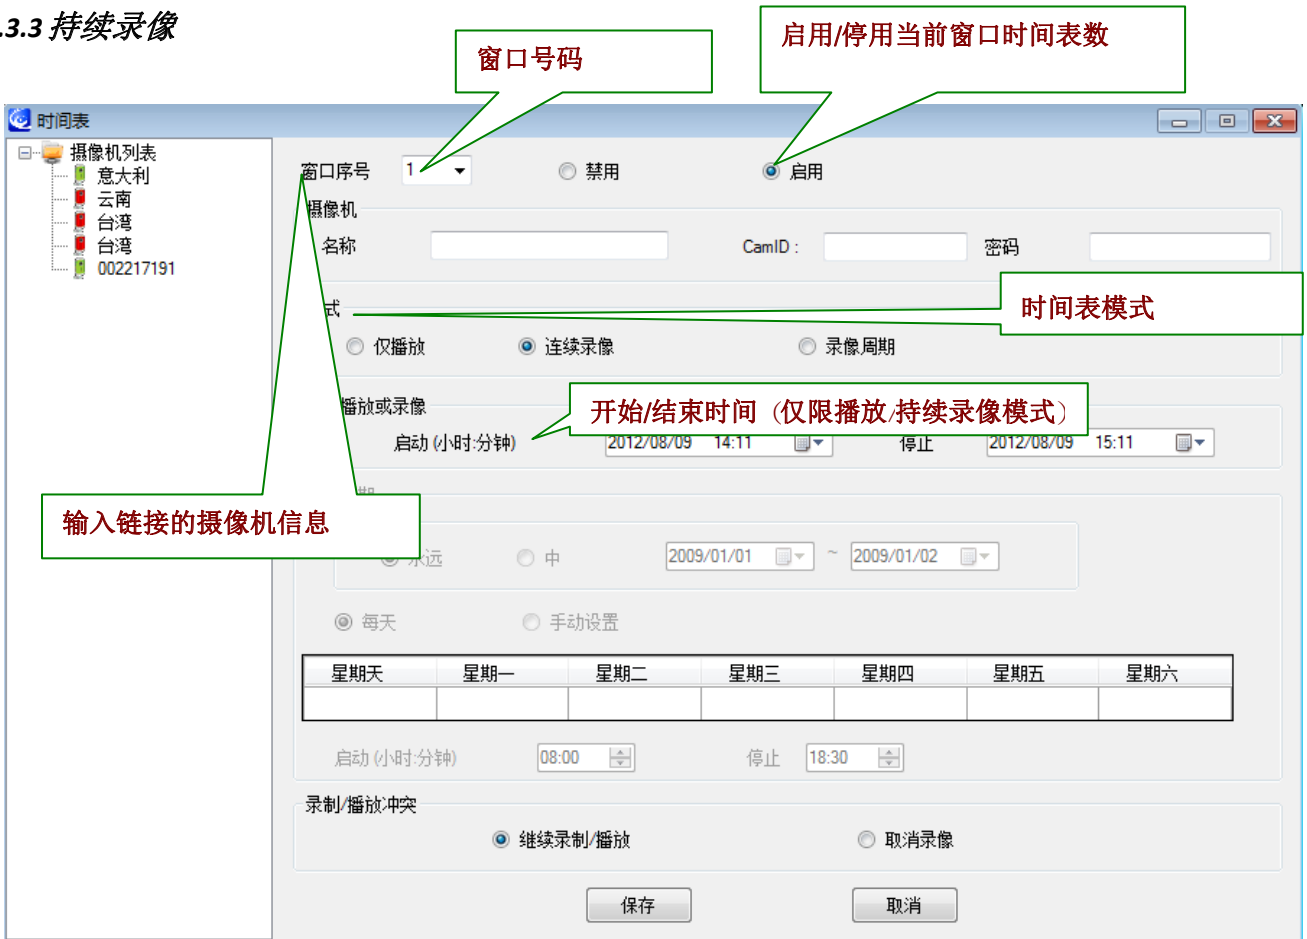 .3.3 持续录像
窗口号码
启用/停用当前窗口时间表数
时间表
摄像机列表
意大利
云南
台湾
台湾
002217191
窗口序号 1 禁用 启用
摄像机
名称 CamID : 密码
式
时间表模式
仅播放 连续录像 录像周期
播放或录像
开始/结束时间（仅限播放/持续录像模式）
启动 (小时:分钟) 2012/08/09 14:11 停止 2012/08/09 15:11
期
输入链接的摄像机信息
永远 中 2009/01/01 ~ 2009/01/02
每天 手动设置
星期天 星期一 星期二 星期三 星期四 星期五 星期六
启动 (小时:分钟) 08:00 停止 18:30
录制/播放冲突
继续录制/播放 取消录像
保存 取消